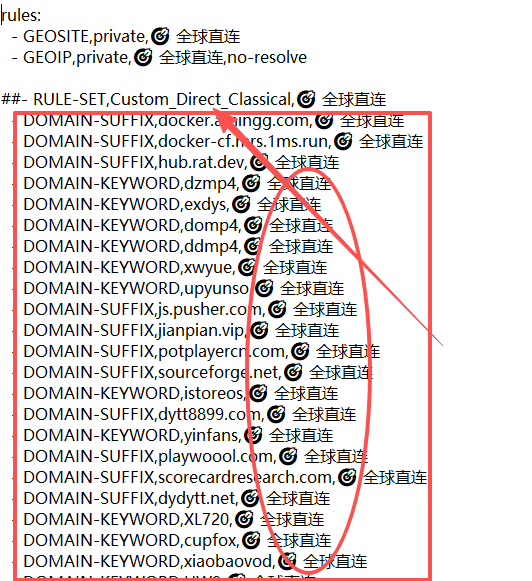 rules:
- GEOSITE,private,🎯 全球直连
- GEOIP,private,🎯 全球直连,no-resolve
##- RULE-SET,Custom_Direct_Classical,🎯 全球直连
- DOMAIN-SUFFIX,🎯 全球直连
- DOMAIN-SUFFIX,docker-cf.mrs.1ms.run,🎯 全球直连
- DOMAIN-SUFFIX,hub.rat.dev,🎯 全球直连
- DOMAIN-KEYWORD,dzmp4,🎯 全球直连
- DOMAIN-KEYWORD,exdys,🎯 全球直连
- DOMAIN-KEYWORD,domp4,🎯 全球直连
- DOMAIN-KEYWORD,ddmp4,🎯 全球直连
- DOMAIN-KEYWORD,xwyue,🎯 全球直连
- DOMAIN-KEYWORD,upyunso,🎯 全球直连
- DOMAIN-SUFFIX,js.pusher.com,🎯 全球直连
- DOMAIN-SUFFIX,jianpian.vip,🎯 全球直连
- DOMAIN-SUFFIX,potplayercn.com,🎯 全球直连
- DOMAIN-SUFFIX,sourceforge.net,🎯 全球直连
- DOMAIN-KEYWORD,istoreos,🎯 全球直连
- DOMAIN-SUFFIX,dytt8899.com,🎯 全球直连
- DOMAIN-KEYWORD,yinfans,🎯 全球直连
- DOMAIN-SUFFIX,playwoool.com,🎯 全球直连
- DOMAIN-SUFFIX,scorecardresearch.com,🎯 全球直连
- DOMAIN-SUFFIX,dydytt.net,🎯 全球直连
- DOMAIN-KEYWORD,XL720,🎯 全球直连
- DOMAIN-KEYWORD,cupfox,🎯 全球直连
- DOMAIN-KEYWORD,xiaobaovod,🎯 全球直连